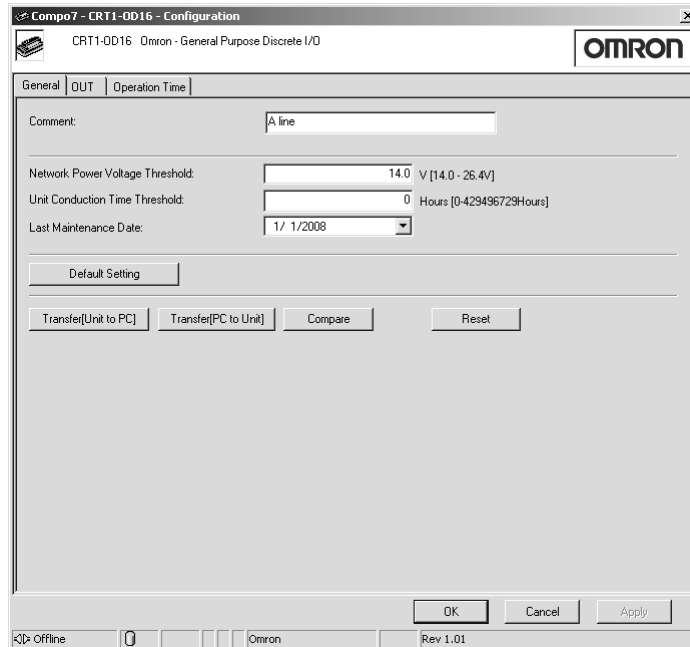 Compo7 - CRT1-OD16 - Configuration
CRT1-OD16 Omron - General Purpose Discrete I/O
OMRON
General OUT Operation Time
Comment: A line
Network Power Voltage Threshold: 14.0 V [14.0 - 26.4V]
Unit Conduction Time Threshold: 0 Hours [0-429496729Hours]
Last Maintenance Date: 1/ 1/2008
Default Setting
Transfer[Unit to PC] Transfer[PC to Unit] Compare Reset
OK Cancel Apply
Offline Omron Rev 1.01